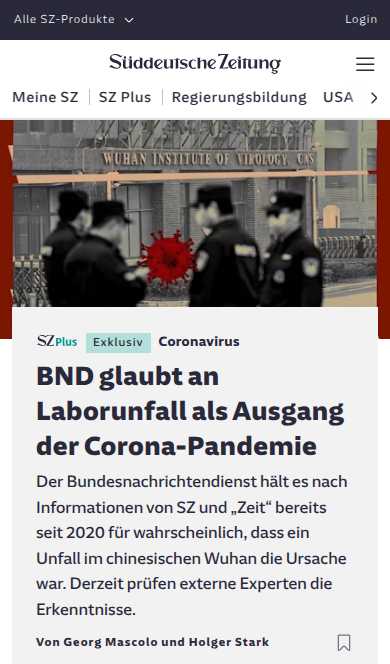 Alle SZ-Produkte
Login
Süddeutsche Zeitung
Meine SZ
SZ Plus
Regierungsbildung
USA
WUHAN INSTITUTE OF VIROLOGY, CAS
SZ Plus
Exklusiv
Coronavirus
BND glaubt an
Laborunfall als Ausgang
der Corona-Pandemie
Der Bundesnachrichtendienst hält es nach
Informationen von SZ und „Zeit“ bereits
seit 2020 für wahrscheinlich, dass ein
Unfall im chinesischen Wuhan die Ursache
war. Derzeit prüfen externe Experten die
Erkenntnisse.
Von Georg Mascolo und Holger Stark